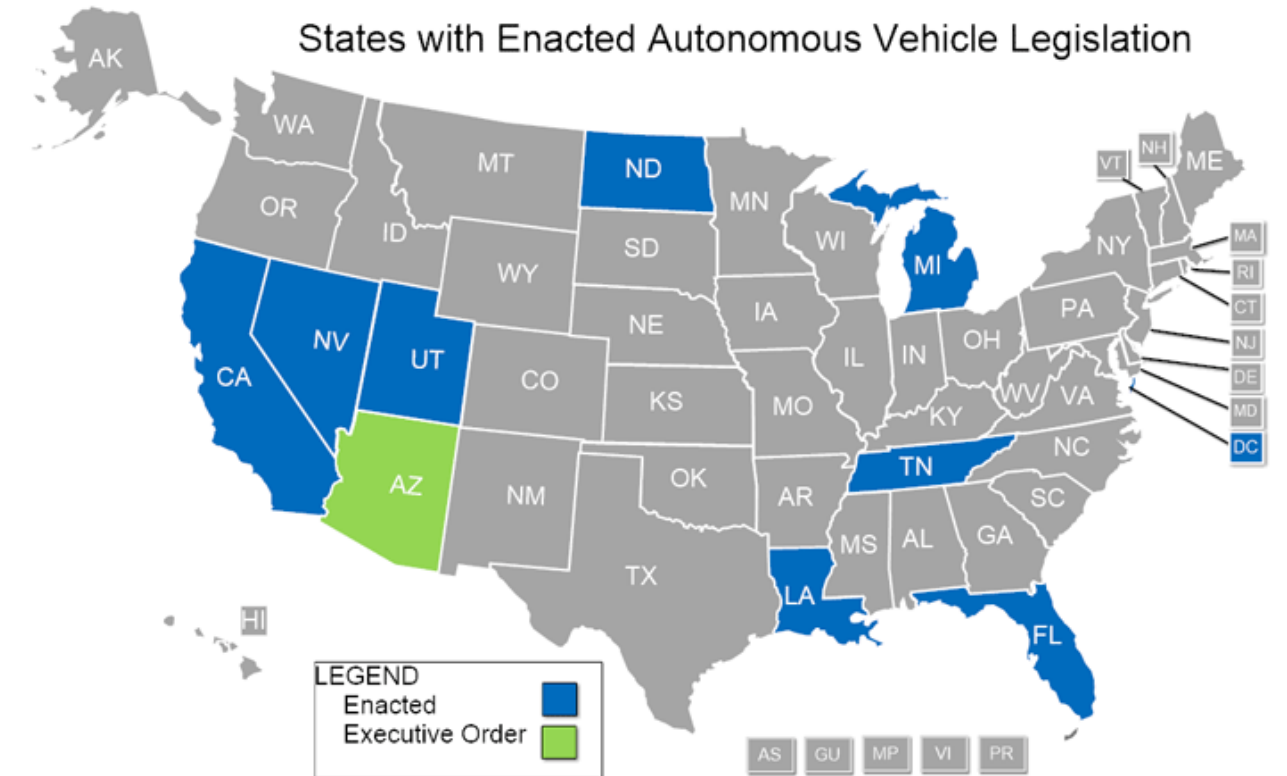 States with Enacted Autonomous Vehicle Legislation
AK
WA
MT
ND
MN
VT
NH
ME
OR
ID
SD
WI
MI
NY
MA
WY
RI
NE
IA
PA
CT
NV
UT
CO
IL
IN
OH
NJ
CA
KS
MO
KY
WV
VA
DE
MD
DC
AZ
NM
OK
AR
TN
NC
SC
TX
MS
AL
GA
LA
HI
FL
LEGEND
Enacted
Executive Order
AS
GU
MP
VI
PR